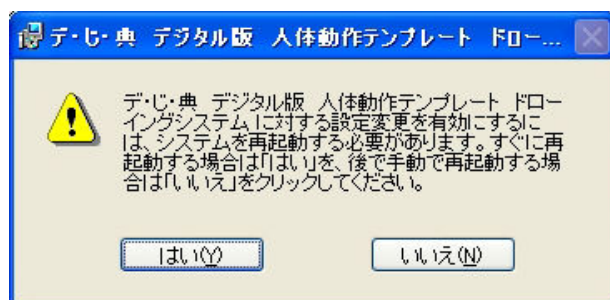 デ・じ・典 デジタル版 人体動作テンプレート ドロー...
デ・じ・典 デジタル版 人体動作テンプレート ドロー
イングシステム に対する設定変更を有効にするに
は、システムを再起動する必要があります。すぐに再
起動する場合は「はい」を、後で手動で再起動する場
合は「いいえ」をクリックしてください。
はい(Y)
いいえ(N)